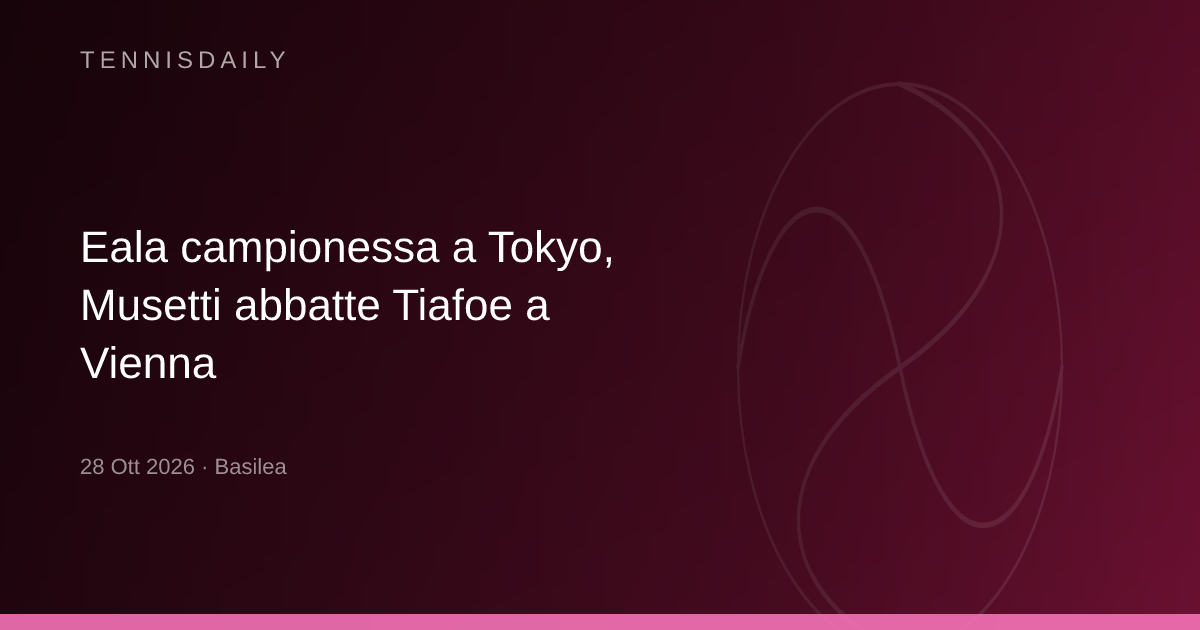 TENNISDAILY
Eala campionessa a Tokyo,
Musetti abbatte Tiafoe a
Vienna
28 Ott 2026 · Basilea